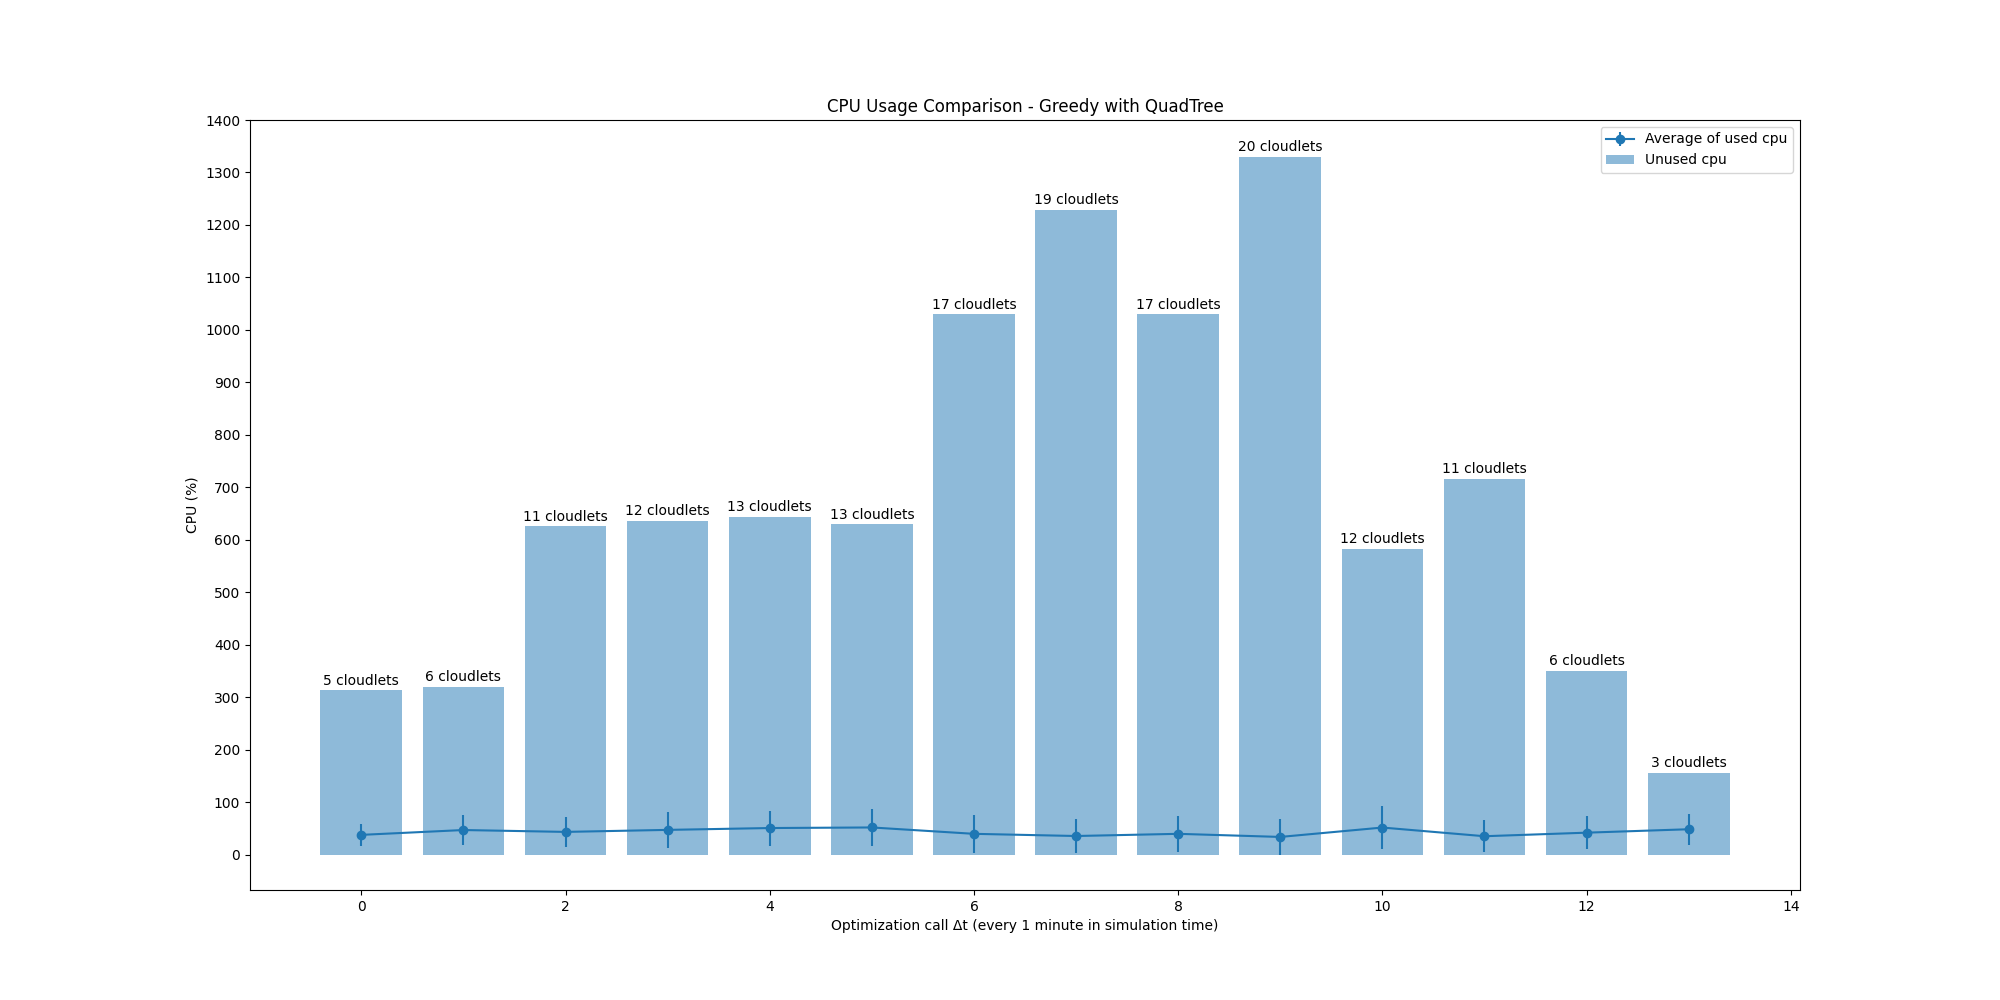 CPU Usage Comparison - Greedy with QuadTree
Average of used cpu
Unused cpu
CPU (%)
1400
1300
1200
1100
1000
900
800
700
600
500
400
300
200
100
0
5 cloudlets
6 cloudlets
11 cloudlets
12 cloudlets
13 cloudlets
13 cloudlets
17 cloudlets
19 cloudlets
17 cloudlets
20 cloudlets
12 cloudlets
11 cloudlets
6 cloudlets
3 cloudlets
0 2 4 6 8 10 12 14
Optimization call Δt (every 1 minute in simulation time)